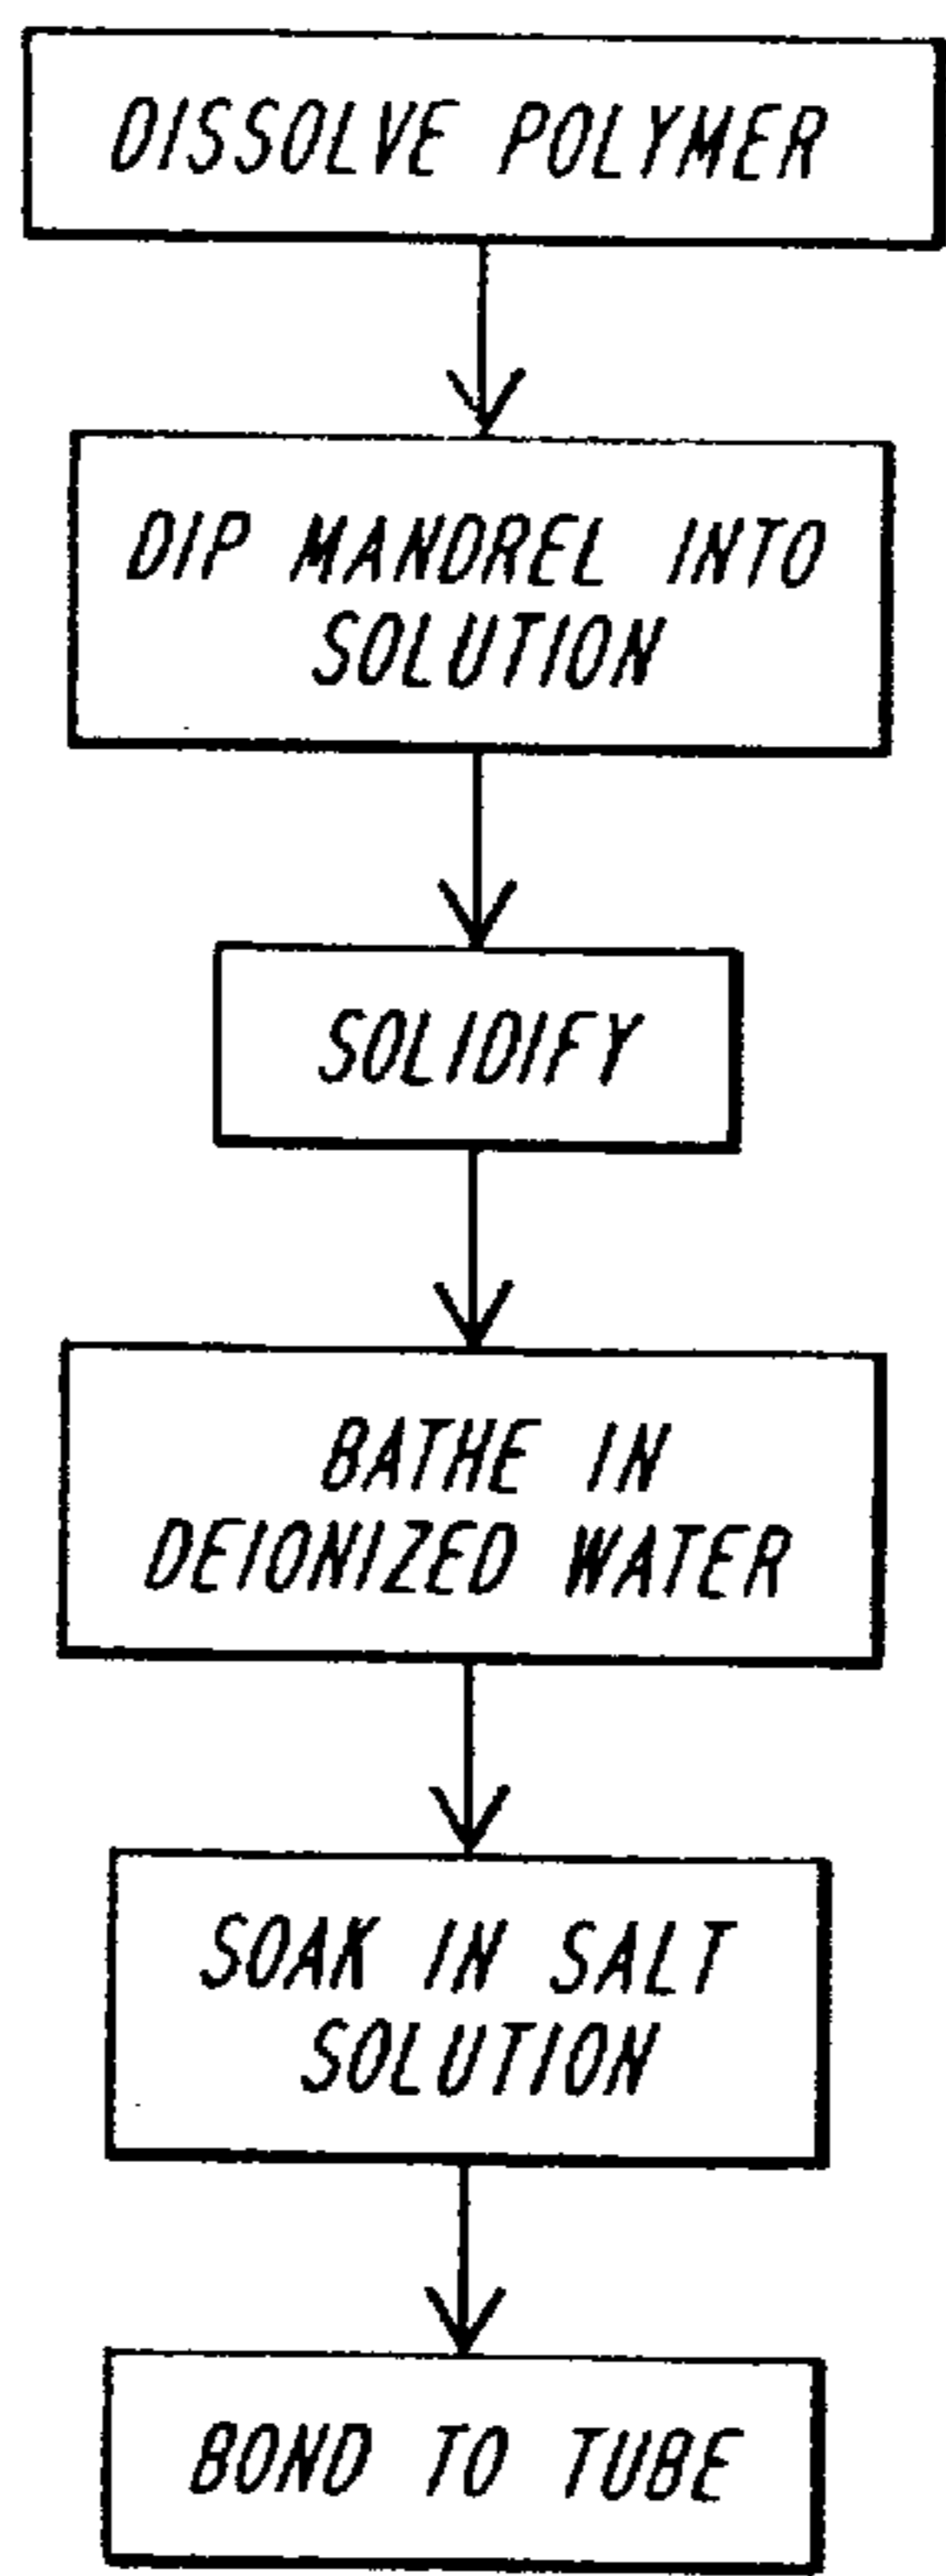 DISSOLVE POLYMER
DIP MANDREL INTO
SOLUTION
SOLIDIFY
BATHE IN
DEIONIZED WATER
SOAK IN SALT
SOLUTION
BOND TO TUBE